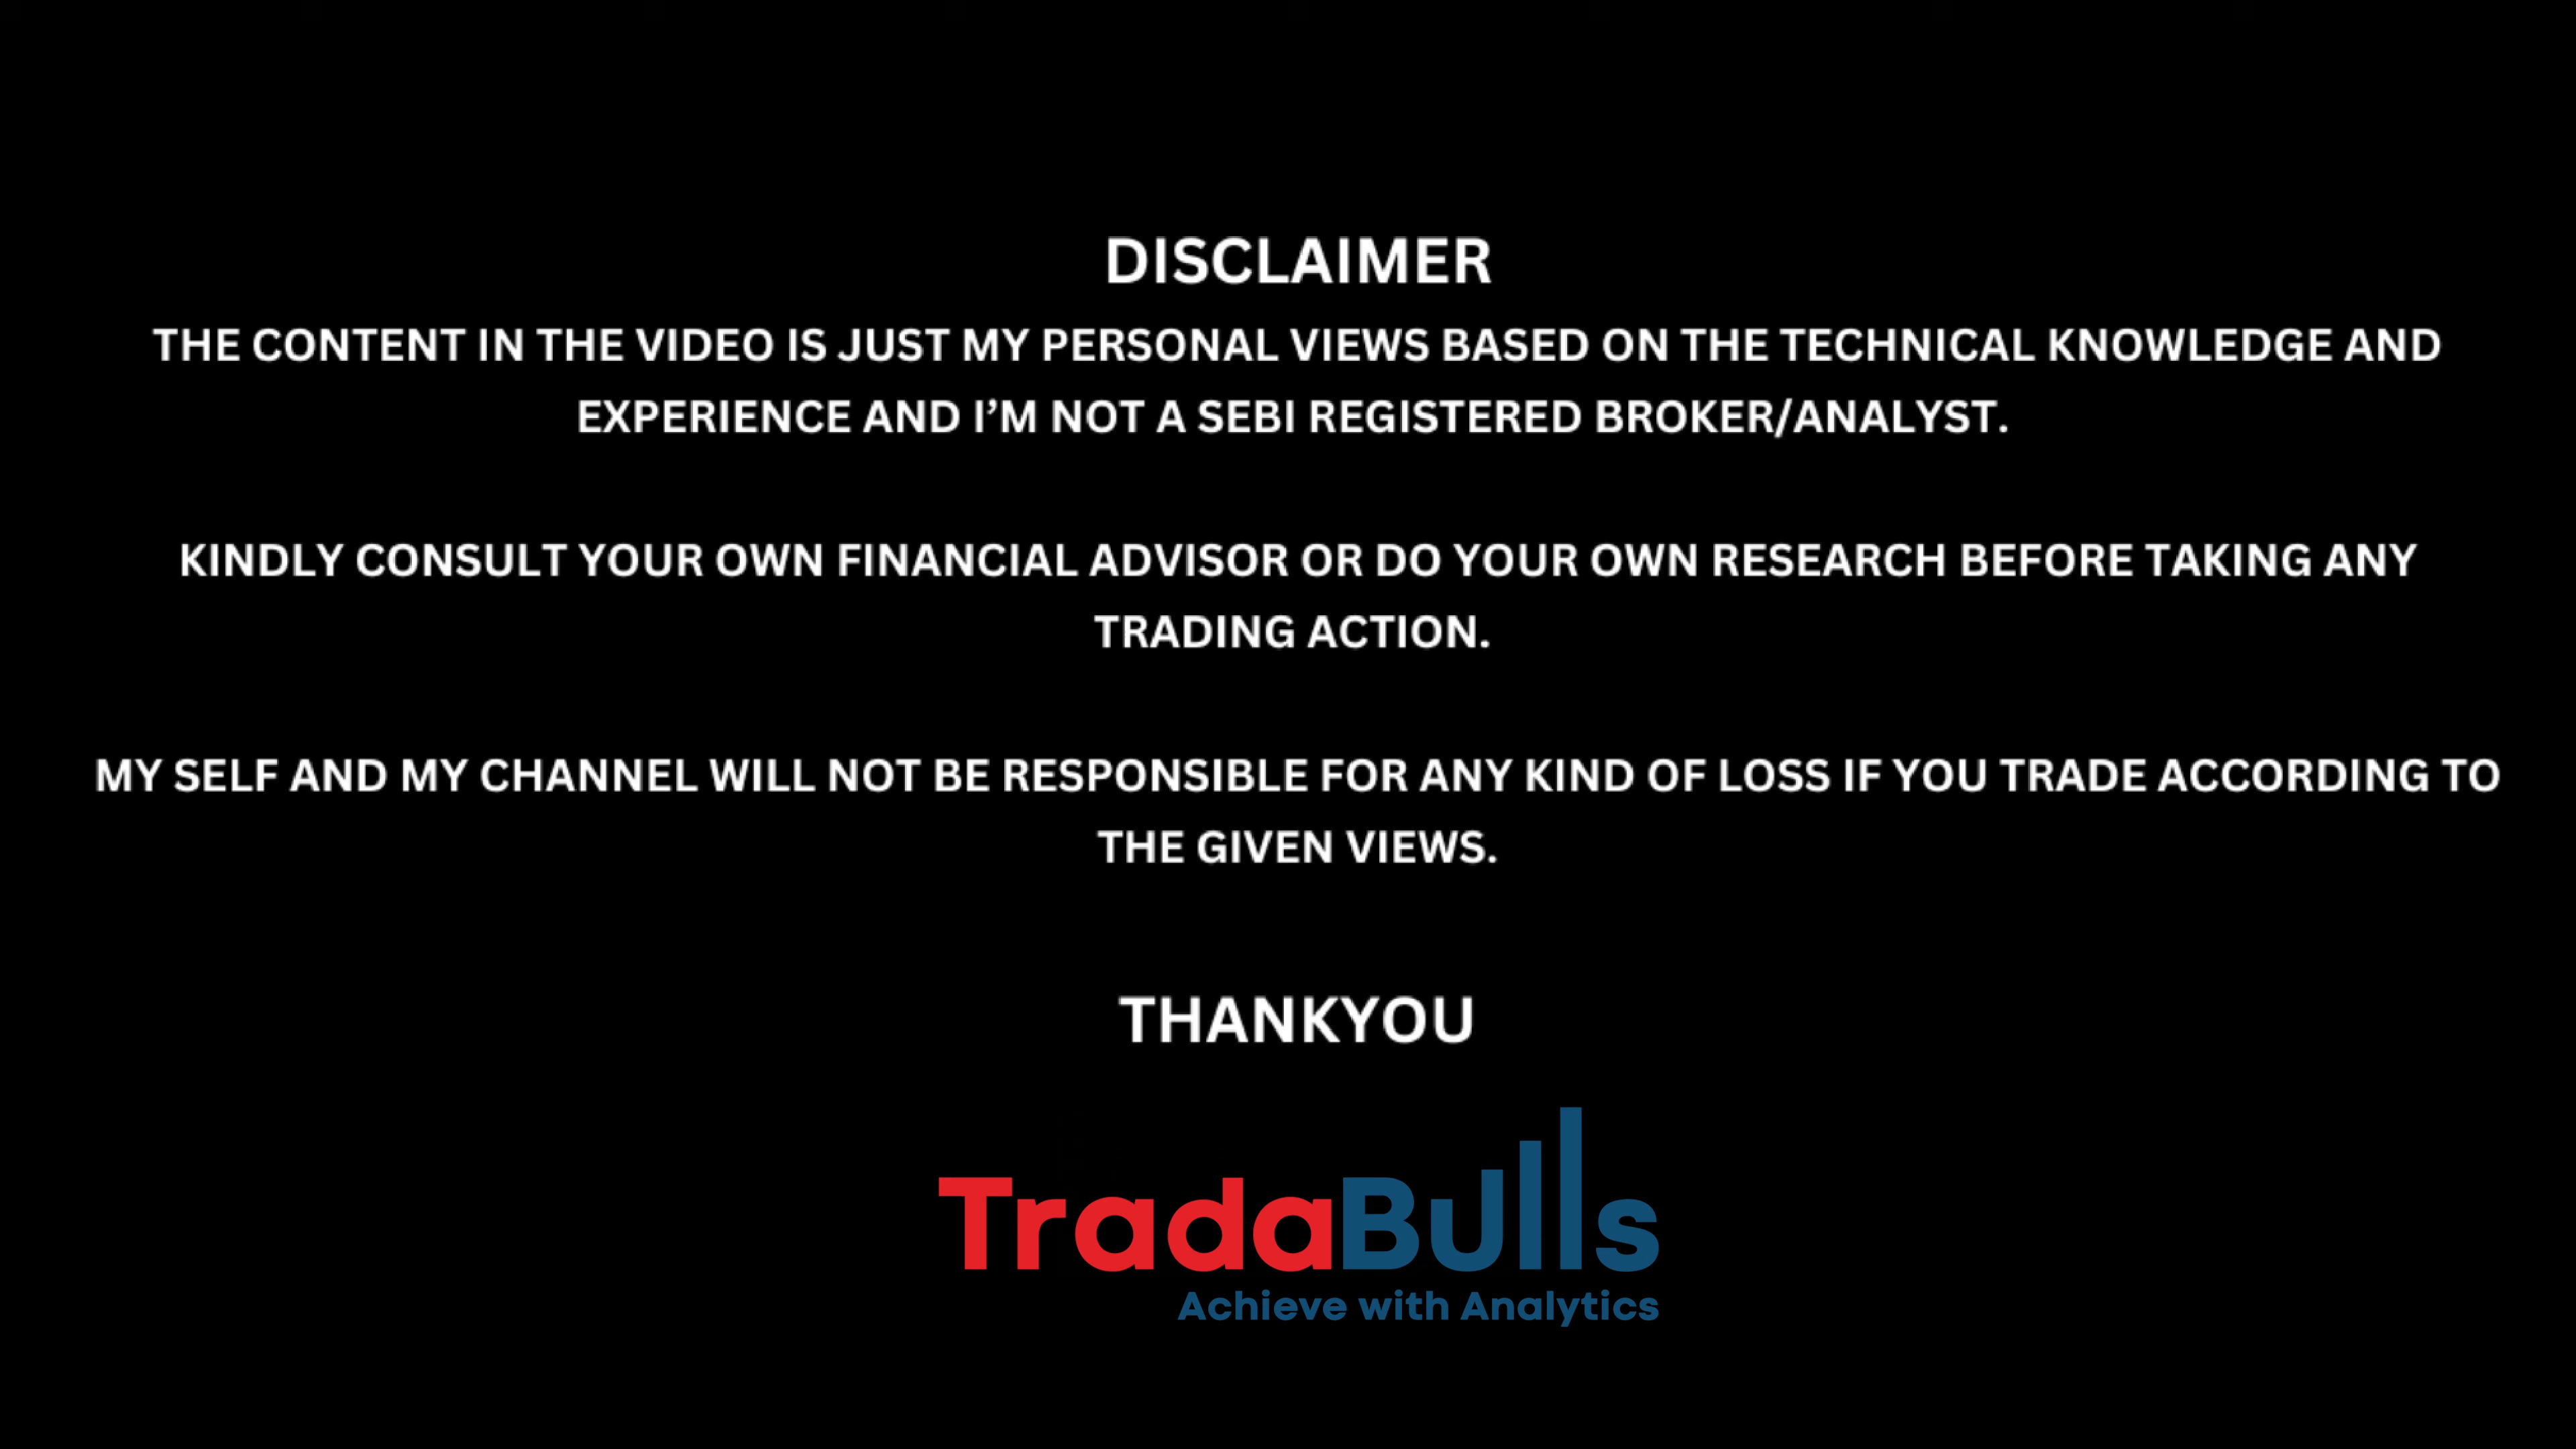 DISCLAIMER
THE CONTENT IN THE VIDEO IS JUST MY PERSONAL VIEWS BASED ON THE TECHNICAL KNOWLEDGE AND
EXPERIENCE AND I’M NOT A SEBI REGISTERED BROKER/ANALYST.
KINDLY CONSULT YOUR OWN FINANCIAL ADVISOR OR DO YOUR OWN RESEARCH BEFORE TAKING ANY
TRADING ACTION.
MY SELF AND MY CHANNEL WILL NOT BE RESPONSIBLE FOR ANY KIND OF LOSS IF YOU TRADE ACCORDING TO
THE GIVEN VIEWS.
THANKYOU
TradaBulls
Achieve with Analytics